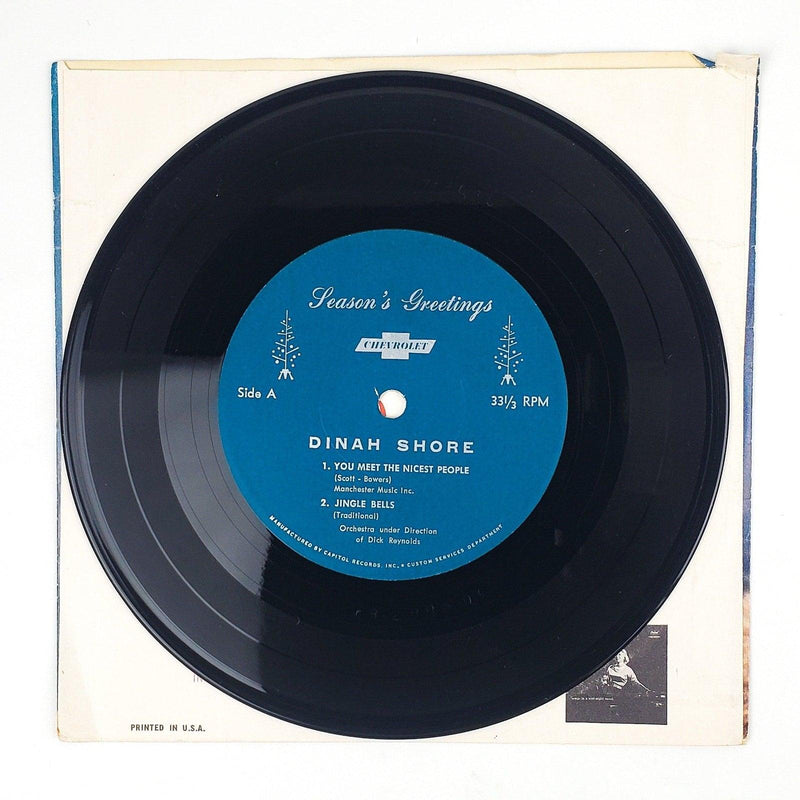 Season's Greetings
CHEVROLET
Side A
33⅓ RPM
DINAH SHORE
1. YOU MEET THE NICEST PEOPLE
(Scott - Bowers)
Manchester Music Inc.
2. JINGLE BELLS
(Traditional)
Orchestra under Direction
of Dick Reynolds
MANUFACTURED BY CAPITOL RECORDS, INC. • CUSTOM SERVICES DEPARTMENT
PRINTED IN U.S.A.